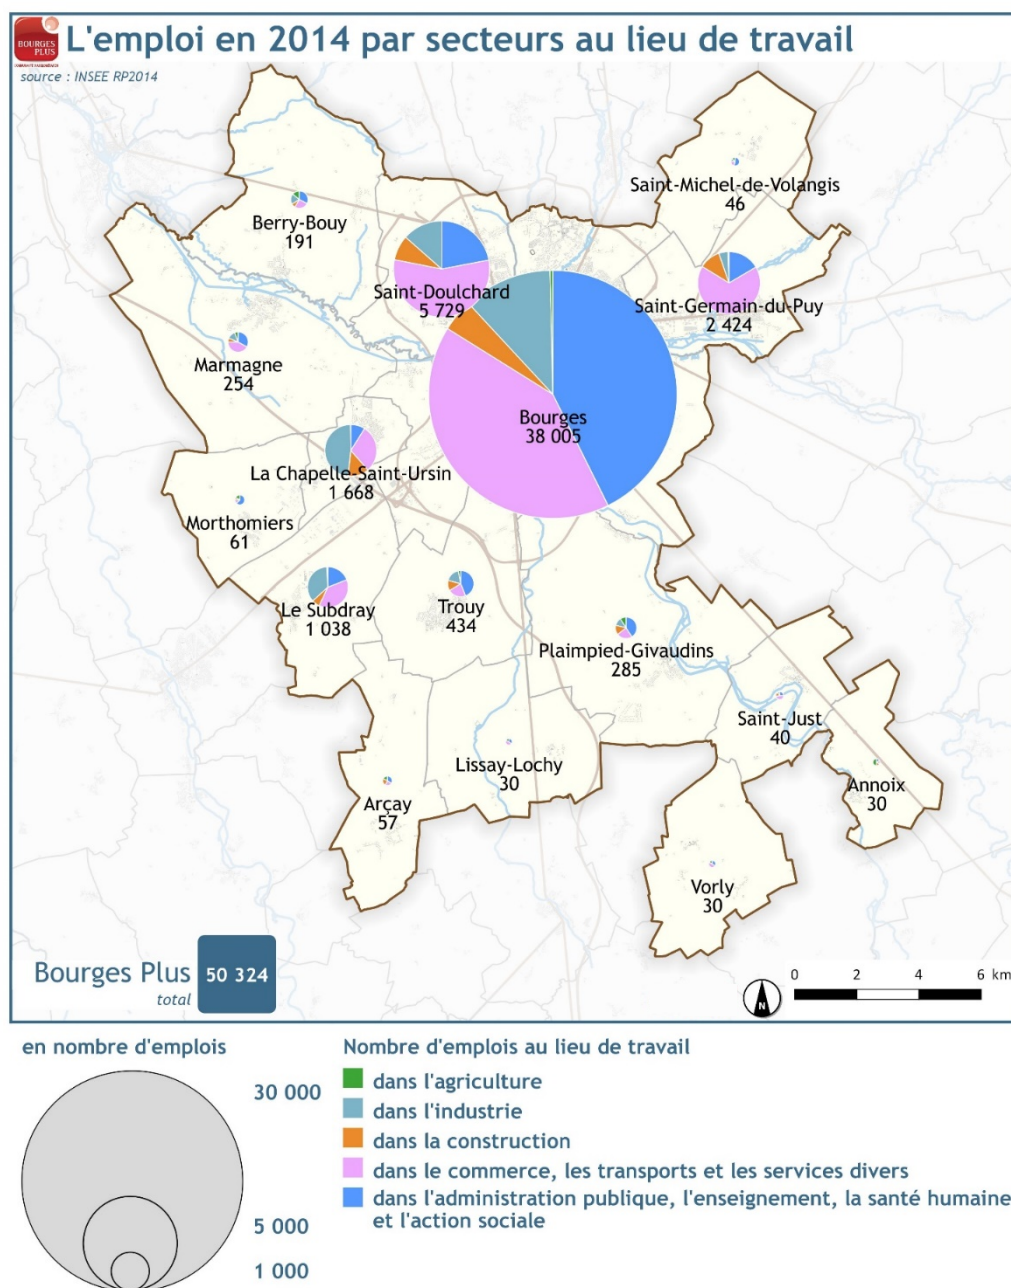 BOURGES
PLUS
L'emploi en 2014 par secteurs au lieu de travail
source : INSEE RP2014
Saint-Michel-de-Volangis
46
Berry-Bouy
191
Saint-Doulchard
5 729
Saint-Germain-du-Puy
2 424
Marmagne
254
Bourges
38 005
La Chapelle-Saint-Ursin
1 668
Morthomiers
61
Le Subdray
1 038
Trouy
434
Plaimpied-Givaudins
285
Saint-Just
40
Lissay-Lochy
30
Annoix
30
Arçay
57
Vorly
30
Bourges Plus
total
50 324
0 2 4 6 km
N
en nombre d'emplois
30 000
5 000
1 000
Nombre d'emplois au lieu de travail
dans l'agriculture
dans l'industrie
dans la construction
dans le commerce, les transports et les services divers
dans l'administration publique, l'enseignement, la santé humaine
et l'action sociale